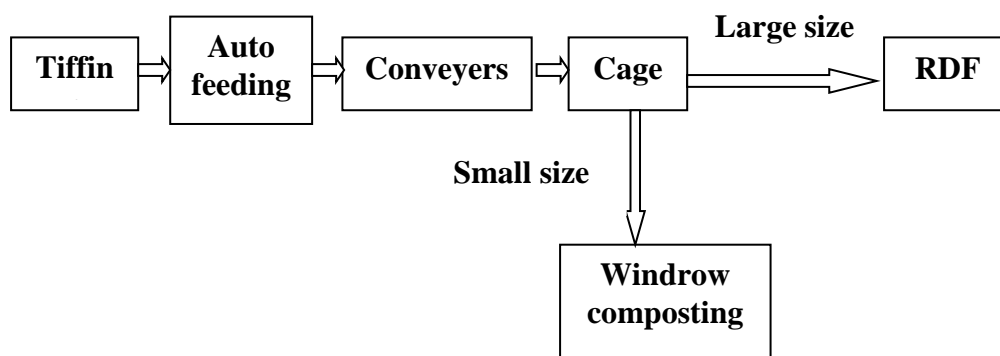 Large size
Tiffin
Auto
feeding
Conveyers
Cage
RDF
Small size
Windrow
composting